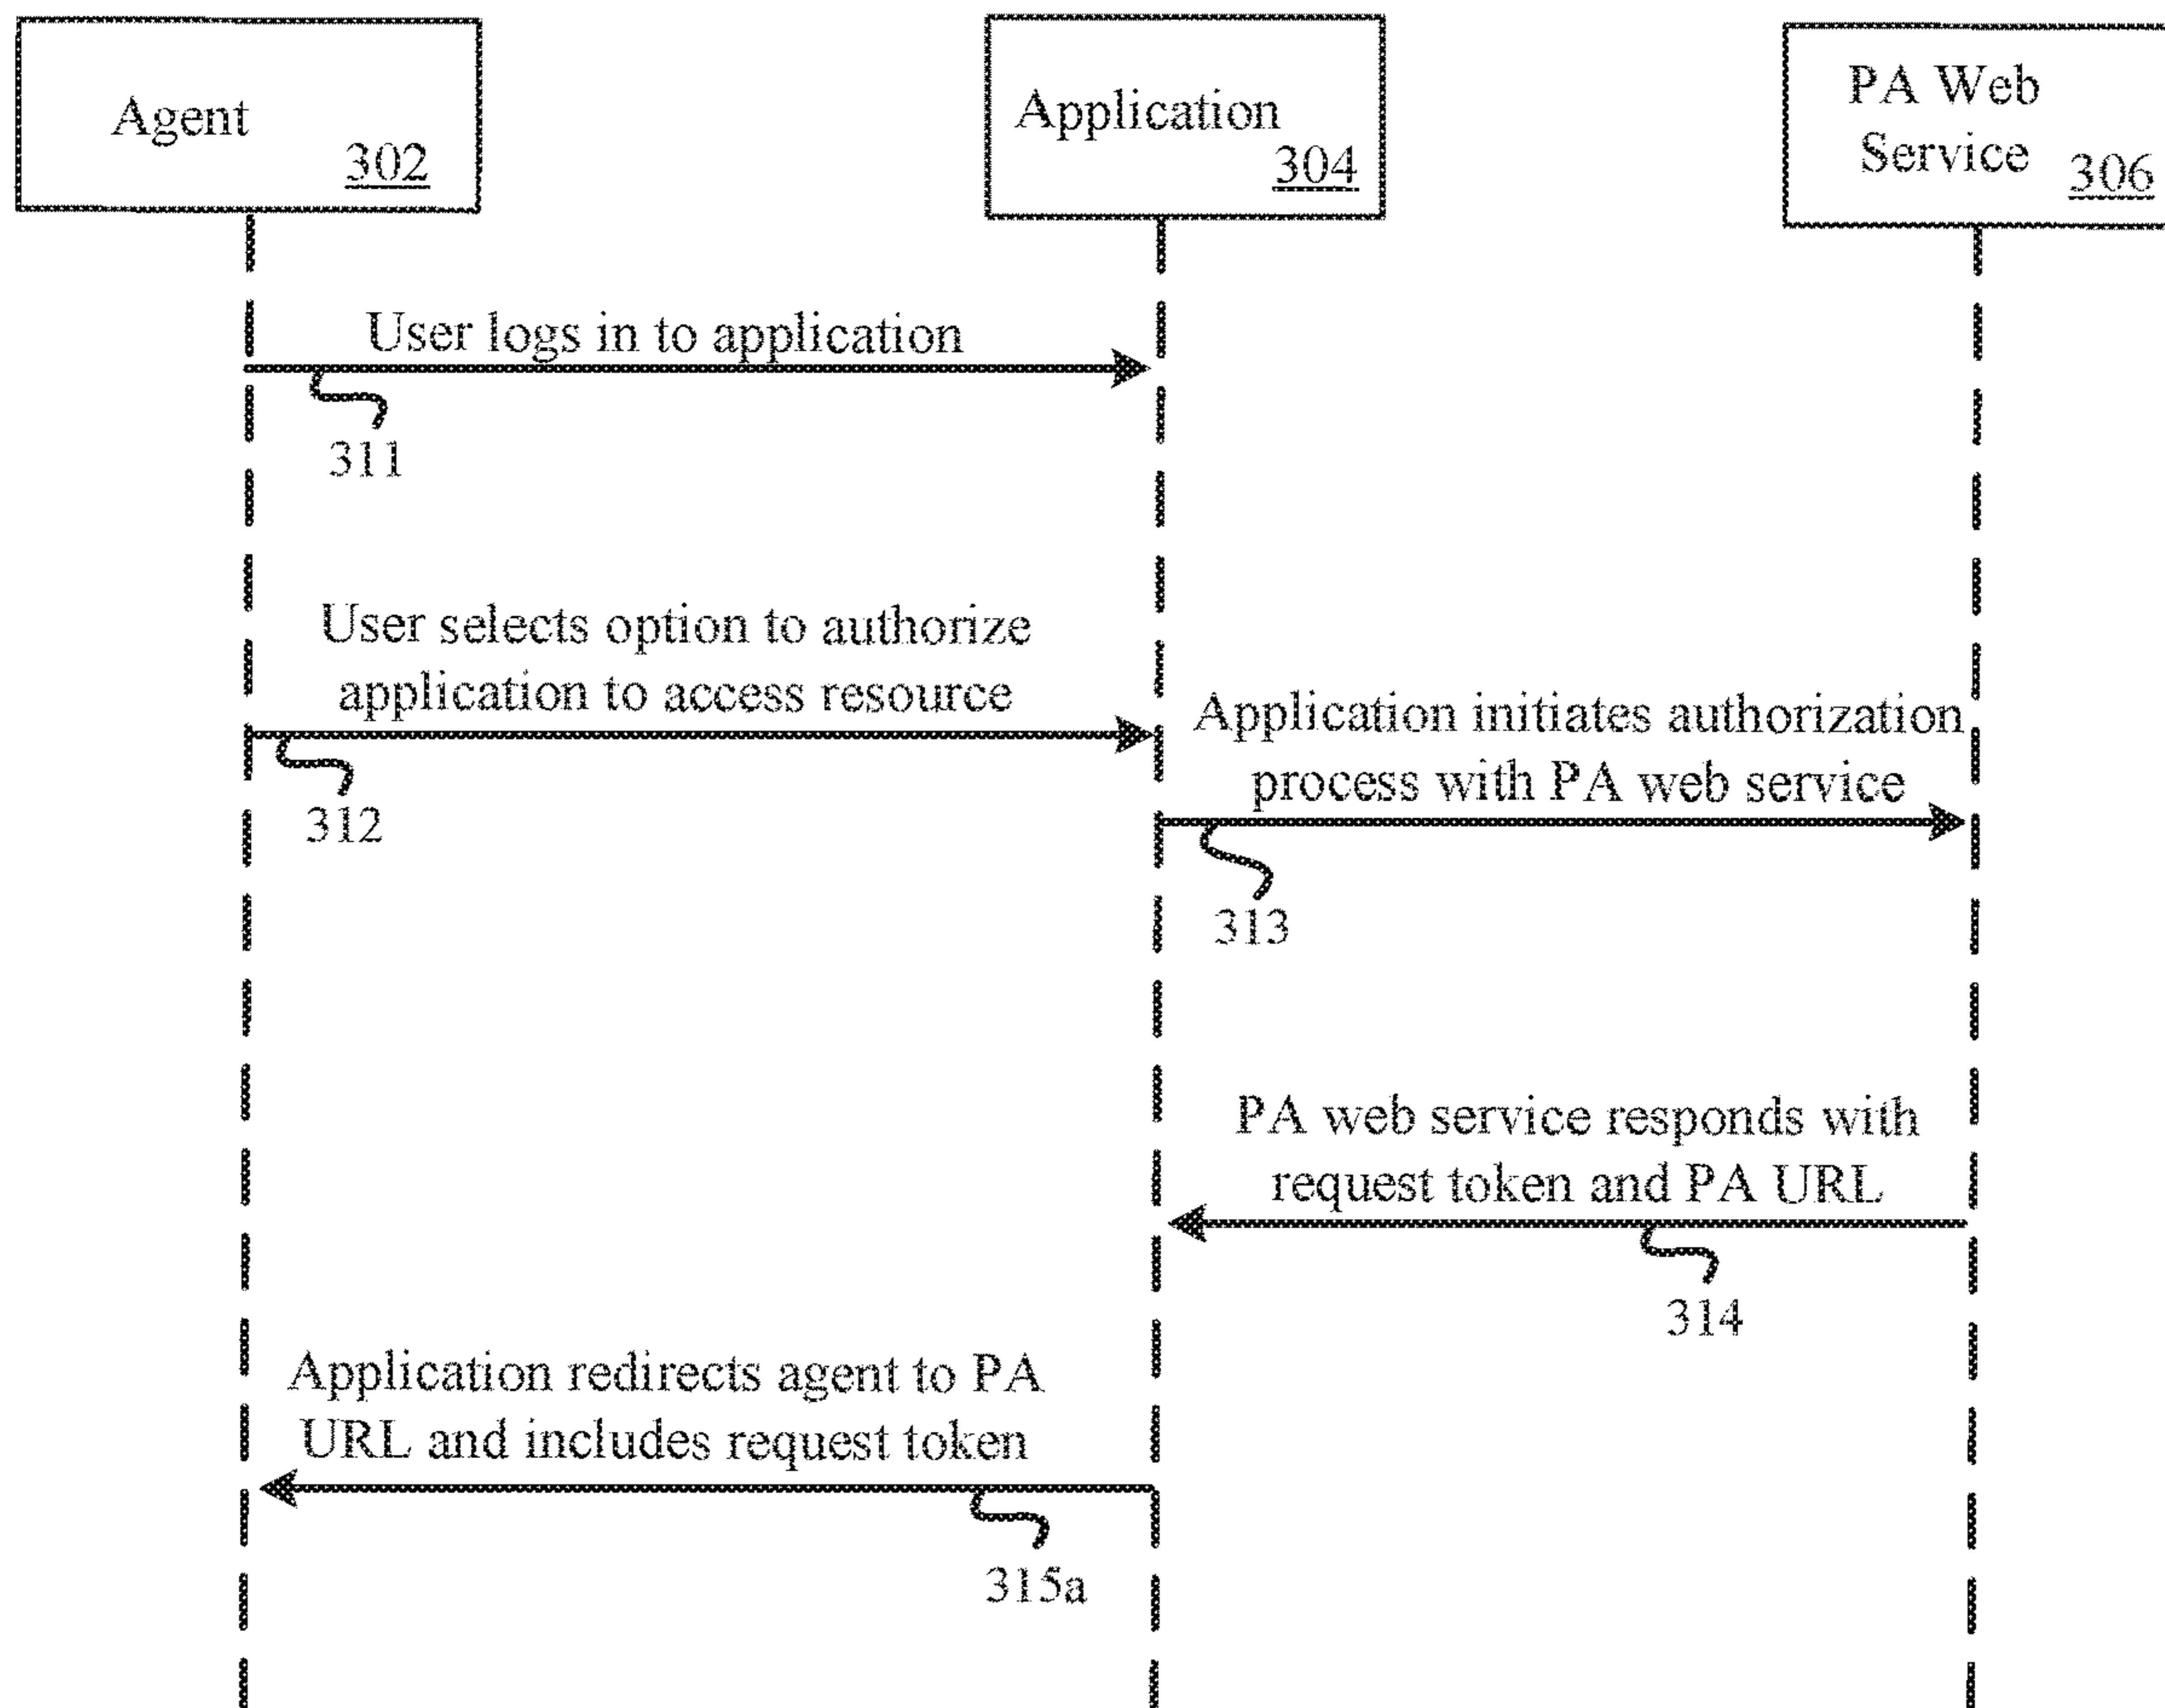 Agent
302
Application
304
PA Web
Service 306
User logs in to application
311
User selects option to authorize
application to access resource
312
Application initiates authorization
process with PA web service
313
PA web service responds with
request token and PA URL
314
Application redirects agent to PA
URL and includes request token
315a